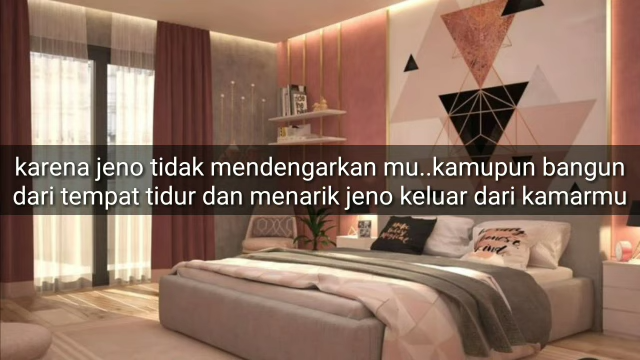 karena jeno tidak mendengarkan mu..kamupun bangun
dari tempat tidur dan menarik jeno keluar dari kamarmu